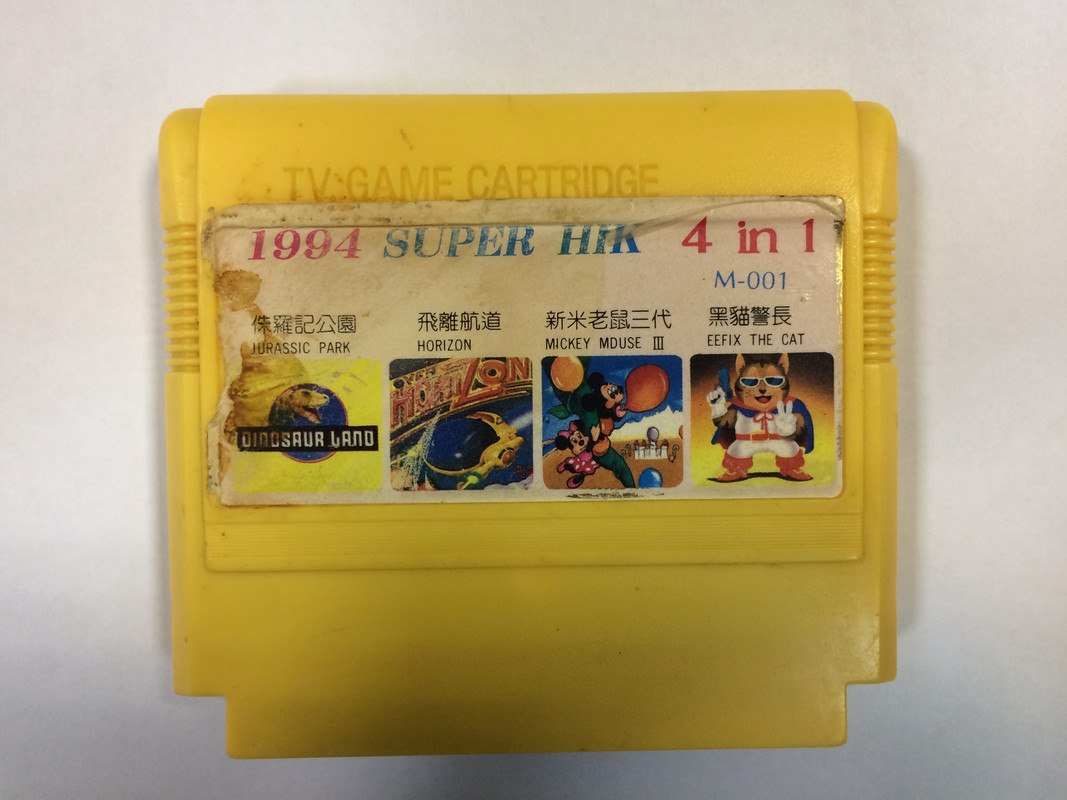 TV.GAME CARTRIDGE
1994 SUPER HIK 4 in 1
M-001
侏羅記公園 飛離航道 新米老鼠三代 黑貓警長
JURASSIC PARK HORIZON MICKEY MDUSE III EEFIX THE CAT
HORIZON
DINOSAUR LAND